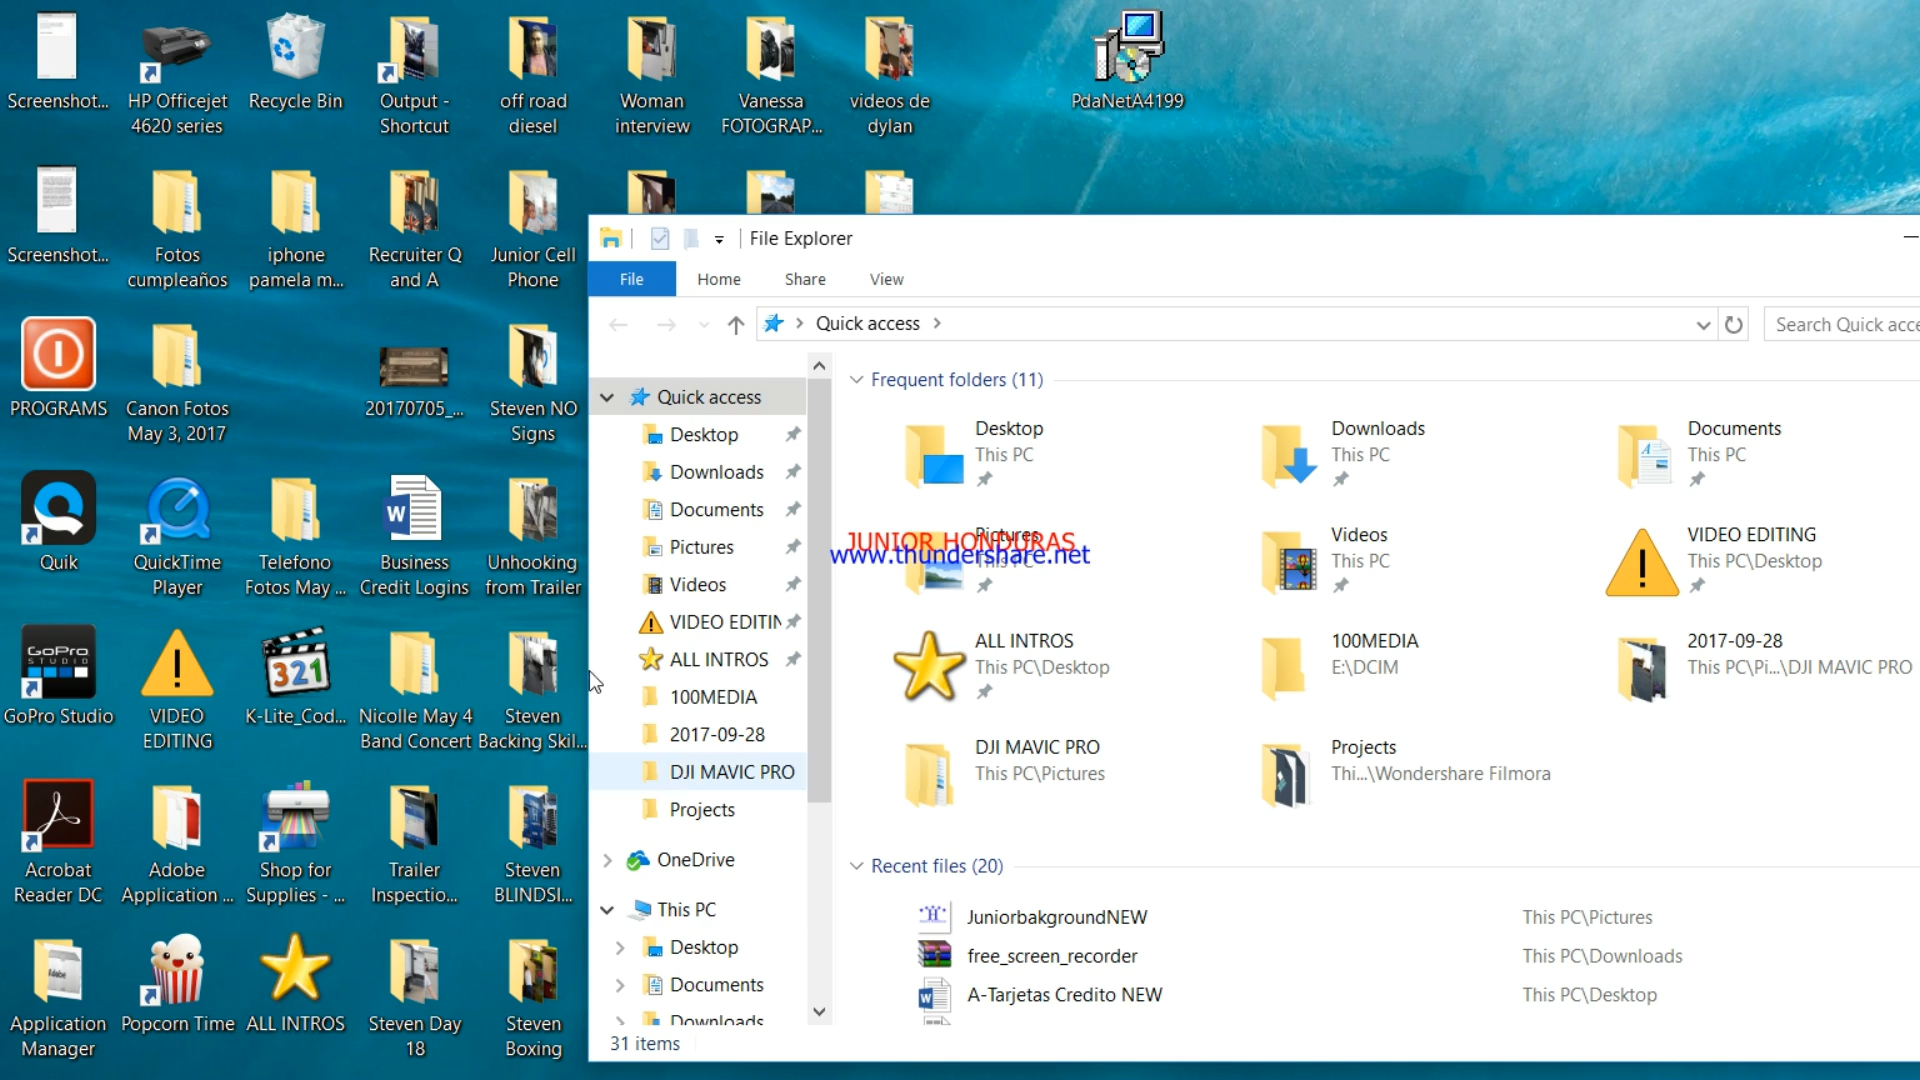 Screenshot...
HP Officejet
4620 series
Recycle Bin
Output -
Shortcut
off road
diesel
Woman
interview
Vanessa
FOTOGRAP...
videos de
dylan
PdaNetA4199
Screenshot...
Fotos
cumpleaños
iphone
pamela m...
Recruiter Q
and A
Junior Cell
Phone
PROGRAMS
Canon Fotos
May 3, 2017
20170705_...
Steven NO
Signs
Quik
QuickTime
Player
Telefono
Fotos May ...
Business
Credit Logins
Unhooking
from Trailer
GoPro
STUDIO
GoPro Studio
VIDEO
EDITING
321
K-Lite_Cod...
Nicolle May 4
Band Concert
Steven
Backing Skil...
Acrobat
Reader DC
Adobe
Application ...
Shop for
Supplies - ...
Trailer
Inspectio...
Steven
BLINDSI...
Adobe
Application
Manager
Popcorn Time
ALL INTROS
Steven Day
18
Steven
Boxing
File Explorer
File Home Share View
Quick access
Search Quick acce
Quick access
Desktop
Downloads
Documents
Pictures
Videos
VIDEO EDITIN
ALL INTROS
100MEDIA
2017-09-28
DJI MAVIC PRO
Projects
OneDrive
This PC
Desktop
Documents
Downloads
31 items
Frequent folders (11)
Desktop
This PC
Downloads
This PC
Documents
This PC
Pictures
This PC
JUNIOR HONDURAS
www.thundershare.net
Videos
This PC
VIDEO EDITING
This PC\Desktop
ALL INTROS
This PC\Desktop
100MEDIA
E:\DCIM
2017-09-28
This PC\Pi...\DJI MAVIC PRO
DJI MAVIC PRO
This PC\Pictures
Projects
Thi...\Wondershare Filmora
Recent files (20)
JuniorbakgroundNEW This PC\Pictures
free_screen_recorder This PC\Downloads
A-Tarjetas Credito NEW This PC\Desktop